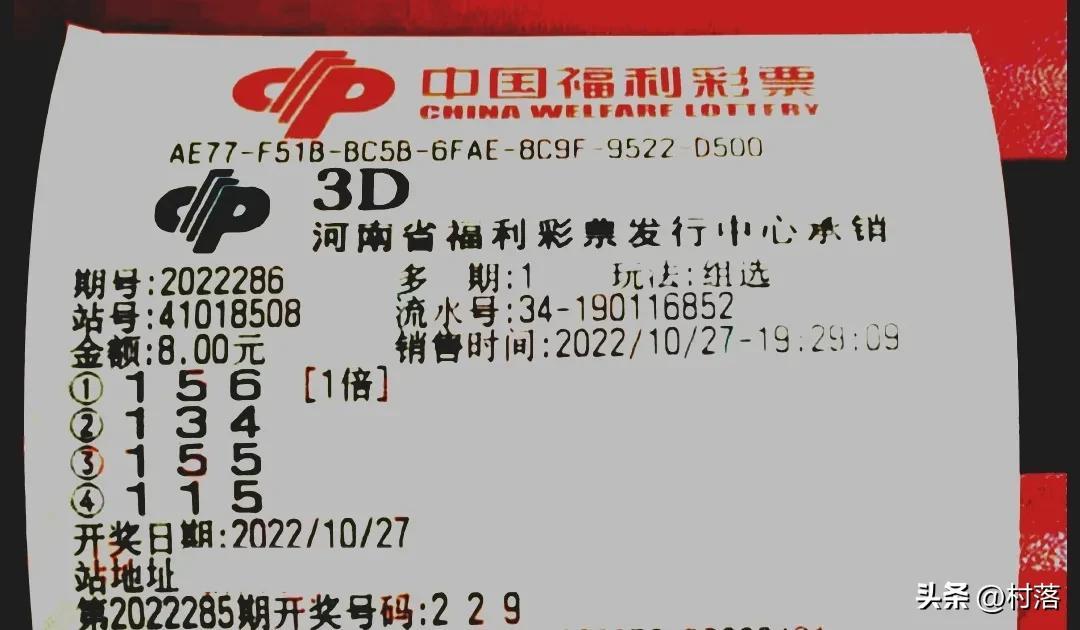 中国福利彩票
CHINA WELFARE LOTTERY
AE77-F51B-BC5B-6FAE-8C9F-9522-D500
3D
河南省福利彩票发行中心承销
期号:2022286 多 期:1 玩法:组选
站号:41018508 流水号:34-190116852
金额:8.00元 销售时间:2022/10/27-19:29:09
① 1 5 6 [1倍]
② 1 3 4
③ 1 5 5
④ 1 1 5
开奖日期:2022/10/27
站地址
第2022285期开奖号码:2 2 9
头条 @村落